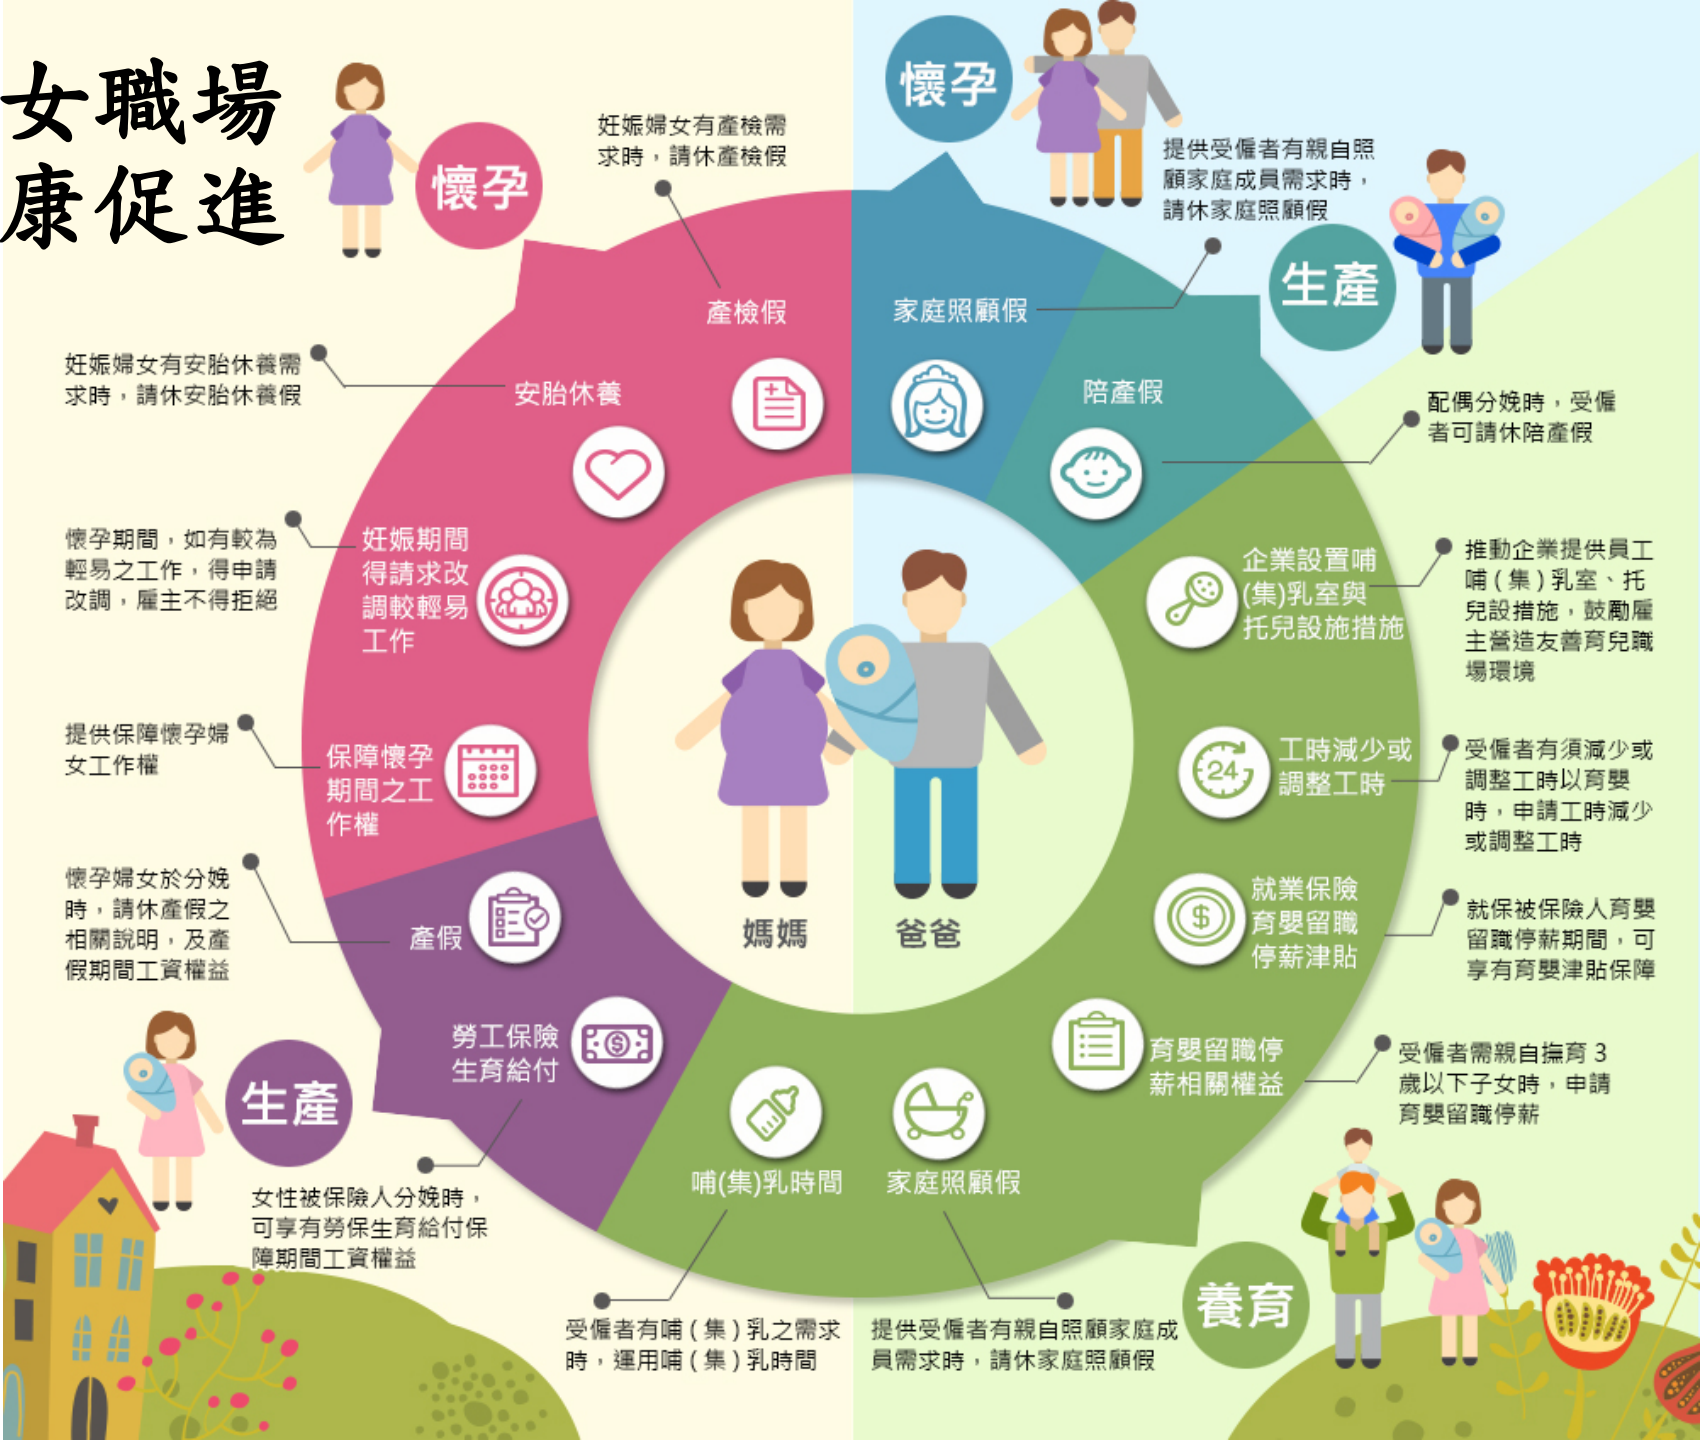 女職場
康促進
懷孕
妊娠婦女有產檢需
求時，請休產檢假
產檢假
妊娠婦女有安胎休養需
求時，請休安胎休養假
安胎休養
懷孕期間，如有較為
輕易之工作，得申請
改調，雇主不得拒絕
妊娠期間
得請求改
調較輕易
工作
提供保障懷孕婦
女工作權
保障懷孕
期間之工
作權
懷孕婦女於分娩
時，請休產假之
相關說明，及產
假期間工資權益
產假
勞工保險
生育給付
生產
女性被保險人分娩時，
可享有勞保生育給付保
障期間工資權益
懷孕
提供受僱者有親自照
顧家庭成員需求時，
請休家庭照顧假
家庭照顧假
生產
陪產假
配偶分娩時，受僱
者可請休陪產假
企業設置哺
(集)乳室與
托兒設施措施
推動企業提供員工
哺(集)乳室、托
兒設措施，鼓勵雇
主營造友善育兒職
場環境
24
工時減少或
調整工時
受僱者有須減少或
調整工時以育嬰
時，申請工時減少
或調整工時
$
就業保險
育嬰留職
停薪津貼
就保被保險人育嬰
留職停薪期間，可
享有育嬰津貼保障
育嬰留職停
薪相關權益
受僱者需親自撫育 3
歲以下子女時，申請
育嬰留職停薪
媽媽
爸爸
$
哺(集)乳時間
受僱者有哺(集)乳之需求
時，運用哺(集)乳時間
家庭照顧假
提供受僱者有親自照顧家庭成
員需求時，請休家庭照顧假
養育